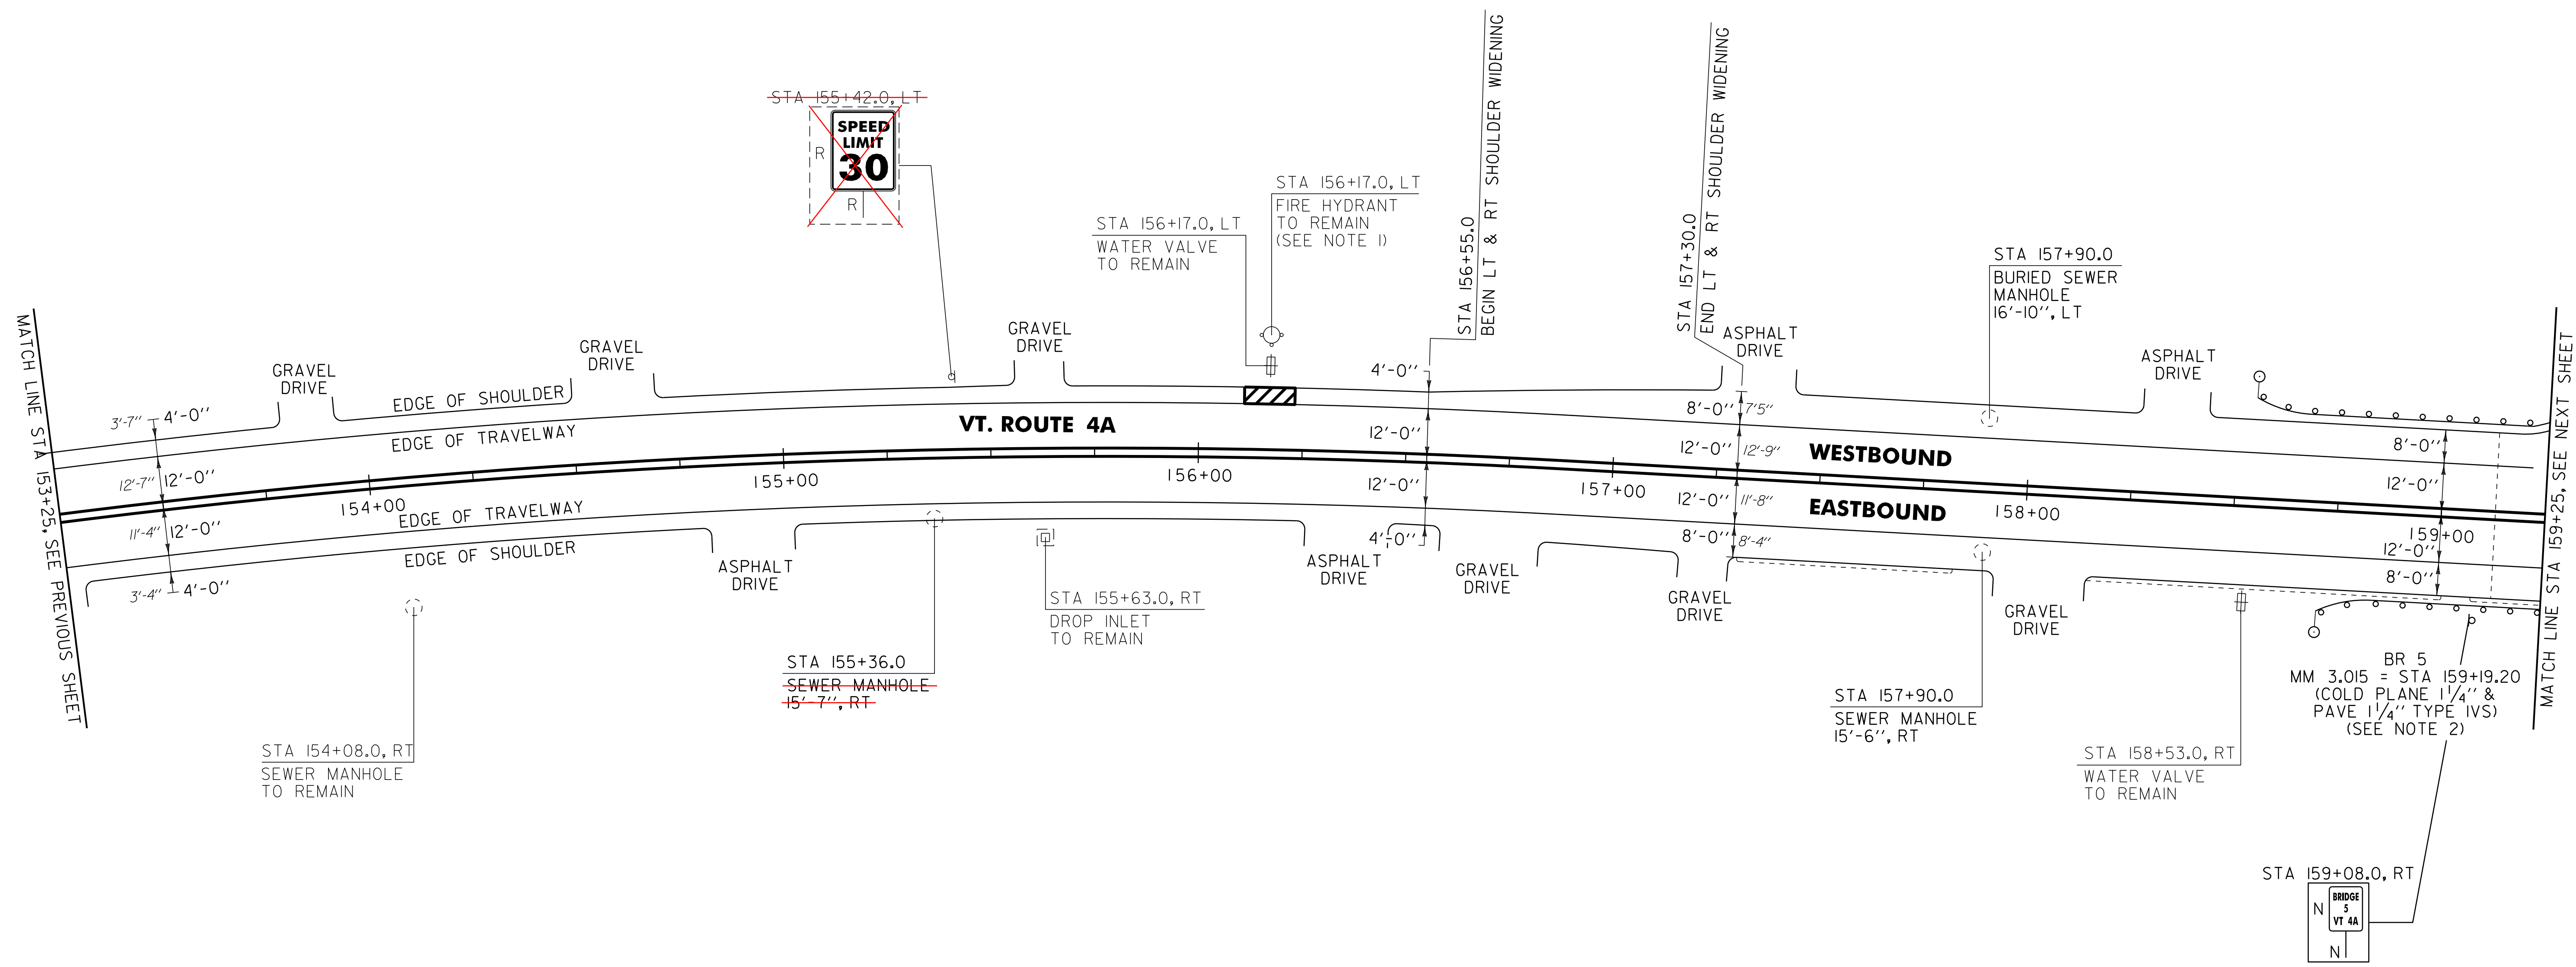 STA 155+42.0, LT
SPEED
LIMIT
30
R
R
STA 156+17.0, LT
WATER VALVE
TO REMAIN
STA 156+17.0, LT
FIRE HYDRANT
TO REMAIN
(SEE NOTE 1)
STA 156+55.0
BEGIN LT & RT SHOULDER WIDENING
STA 157+30.0
END LT & RT SHOULDER WIDENING
STA 157+90.0
BURIED SEWER
MANHOLE
16'-10", LT
MATCH LINE STA 153+25, SEE PREVIOUS SHEET
GRAVEL
DRIVE
GRAVEL
DRIVE
GRAVEL
DRIVE
ASPHALT
DRIVE
ASPHALT
DRIVE
EDGE OF SHOULDER
EDGE OF TRAVELWAY
VT. ROUTE 4A
WESTBOUND
EASTBOUND
3'-7" 4'-0"
12'-7" 12'-0"
11'-4" 12'-0"
3'-4" 4'-0"
4'-0"
12'-0"
12'-0"
4'-0"
8'-0" 7'5"
12'-0" 12'-9"
12'-0" 11'-8"
8'-0" 8'-4"
8'-0"
12'-0"
12'-0"
8'-0"
154+00
155+00
156+00
157+00
158+00
159+00
EDGE OF TRAVELWAY
EDGE OF SHOULDER
ASPHALT
DRIVE
ASPHALT
DRIVE
GRAVEL
DRIVE
GRAVEL
DRIVE
GRAVEL
DRIVE
MATCH LINE STA 159+25, SEE NEXT SHEET
STA 154+08.0, RT
SEWER MANHOLE
TO REMAIN
STA 155+36.0
SEWER MANHOLE
15'-7", RT
STA 155+63.0, RT
DROP INLET
TO REMAIN
STA 157+90.0
SEWER MANHOLE
15'-6", RT
STA 158+53.0, RT
WATER VALVE
TO REMAIN
BR 5
MM 3.015 = STA 159+19.20
(COLD PLANE 1 1/4" &
PAVE 1 1/4" TYPE IVS)
(SEE NOTE 2)
STA 159+08.0, RT
BRIDGE
5
VT 4A
N
N